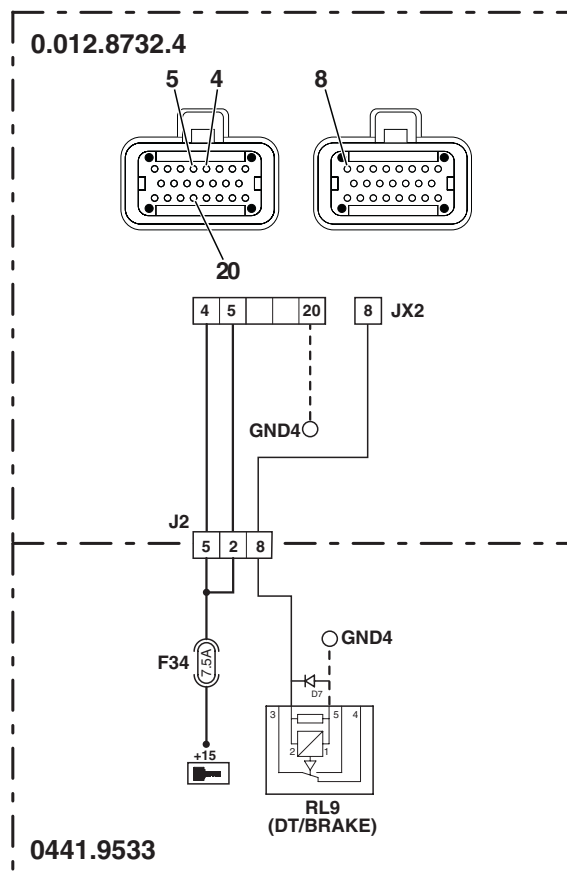 0.012.8732.4
5 4 8
20
4 5 20 8 JX2
GND4
J2
5 2 8
GND4
F34
7.5A
D7
3 5 4
2 1
+15
RL9
(DT/BRAKE)
0441.9533